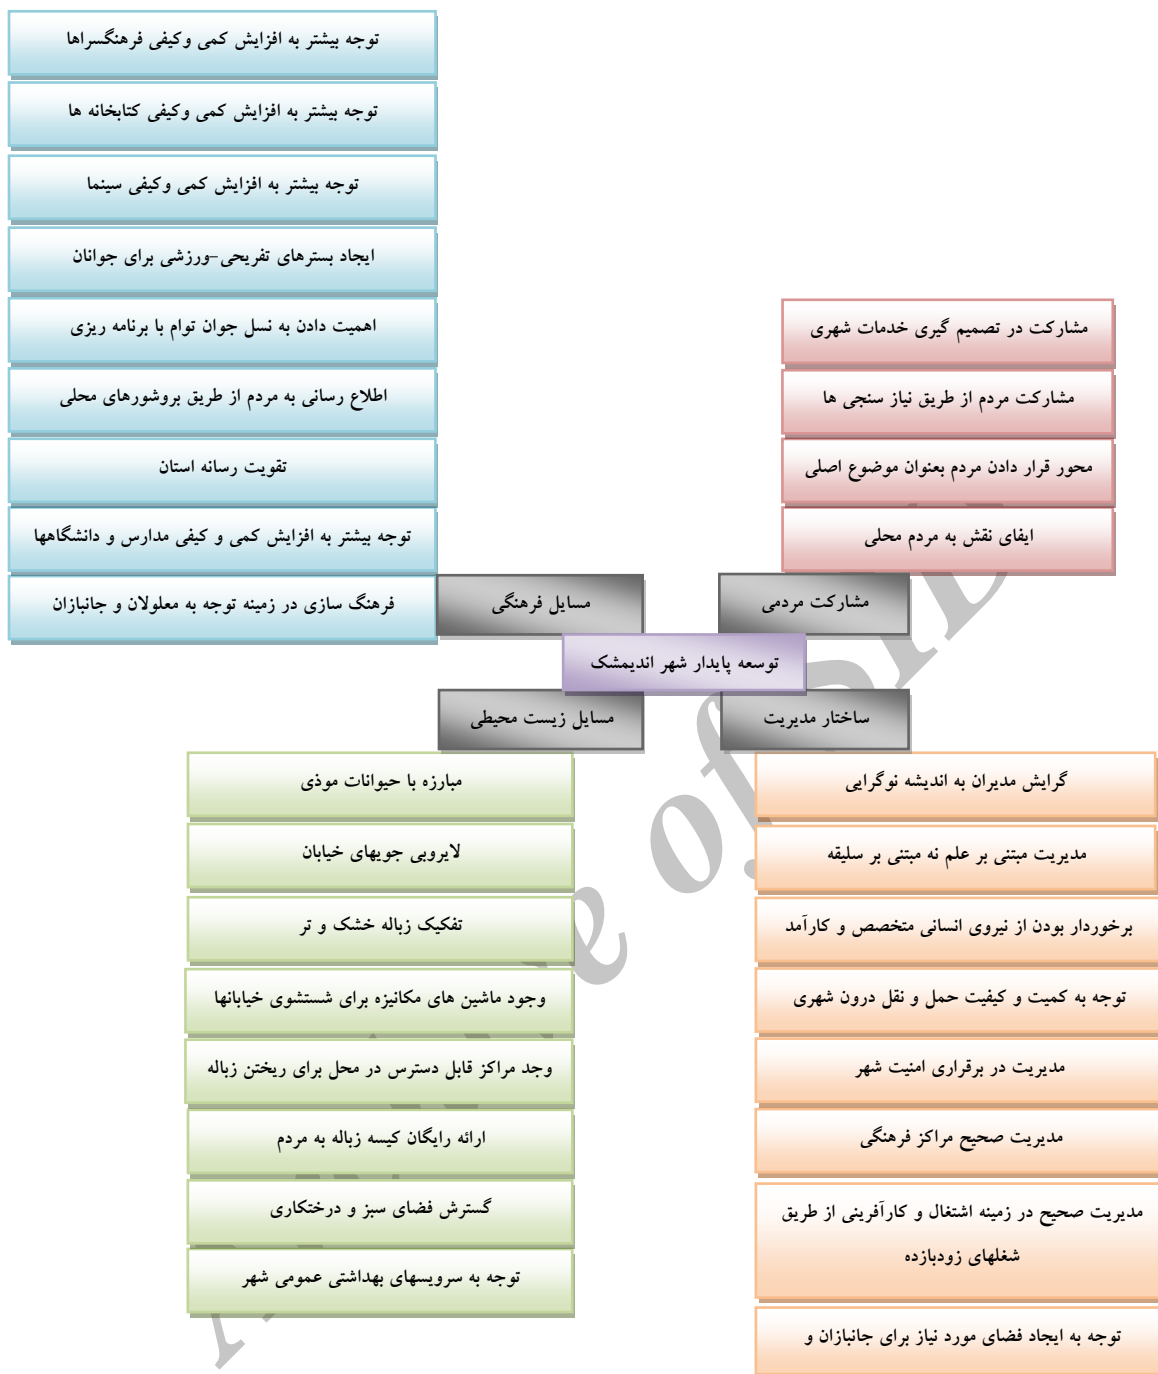 توجه بیشتر به افزایش کمی وکیفی فرهنگسراها
توجه بیشتر به افزایش کمی وکیفی کتابخانه ها
توجه بیشتر به افزایش کمی وکیفی سینما
ایجاد بسترهای تفریحی-ورزشی برای جوانان
اهمیت دادن به نسل جوان توام با برنامه ریزی
اطلاع رسانی به مردم از طریق بروشورهای محلی
تقویت رسانه استان
توجه بیشتر به افزایش کمی و کیفی مدارس و دانشگاهها
فرهنگ سازی در زمینه توجه به معلولان و جانبازان
مشارکت در تصمیم گیری خدمات شهری
مشارکت مردم از طریق نیاز سنجی ها
محور قرار دادن مردم بعنوان موضوع اصلی
ایفای نقش به مردم محلی
مشارکت مردمی
مسایل فرهنگی
توسعه پایدار شهر اندیمشک
ساختار مدیریت
مسایل زیست محیطی
گرایش مدیران به اندیشه نوگرایی
مدیریت مبتنی بر علم نه مبتنی بر سلیقه
برخوردار بودن از نیروی انسانی متخصص و کارآمد
توجه به کمیت و کیفیت حمل و نقل درون شهری
مدیریت در برقراری امنیت شهر
مدیریت صحیح مراکز فرهنگی
مدیریت صحیح در زمینه اشتغال و کارآفرینی از طریق
شغلهای زودبازده
توجه به ایجاد فضای مورد نیاز برای جانبازان و
مبارزه با حیوانات موذی
لایروبی جویهای خیابان
تفکیک زباله خشک و تر
وجود ماشین های مکانیزه برای شستشوی خیابانها
وجد مراکز قابل دسترس در محل برای ریختن زباله
ارائه رایگان کیسه زباله به مردم
گسترش فضای سبز و درختکاری
توجه به سرویسهای بهداشتی عمومی شهر
of